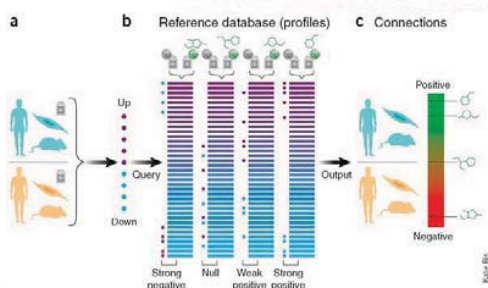 a
b Reference database (profiles)
c Connections
Up
Down
Query
Output
Positive
Negative
Strong
negative
Null
Weak
positive
Strong
positive